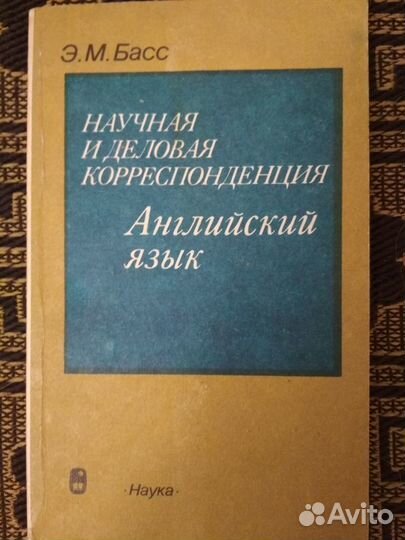 Э. М. Басс
НАУЧНАЯ
И ДЕЛОВАЯ
КОРРЕСПОНДЕНЦИЯ
Английский
язык
·Наука·
Avito